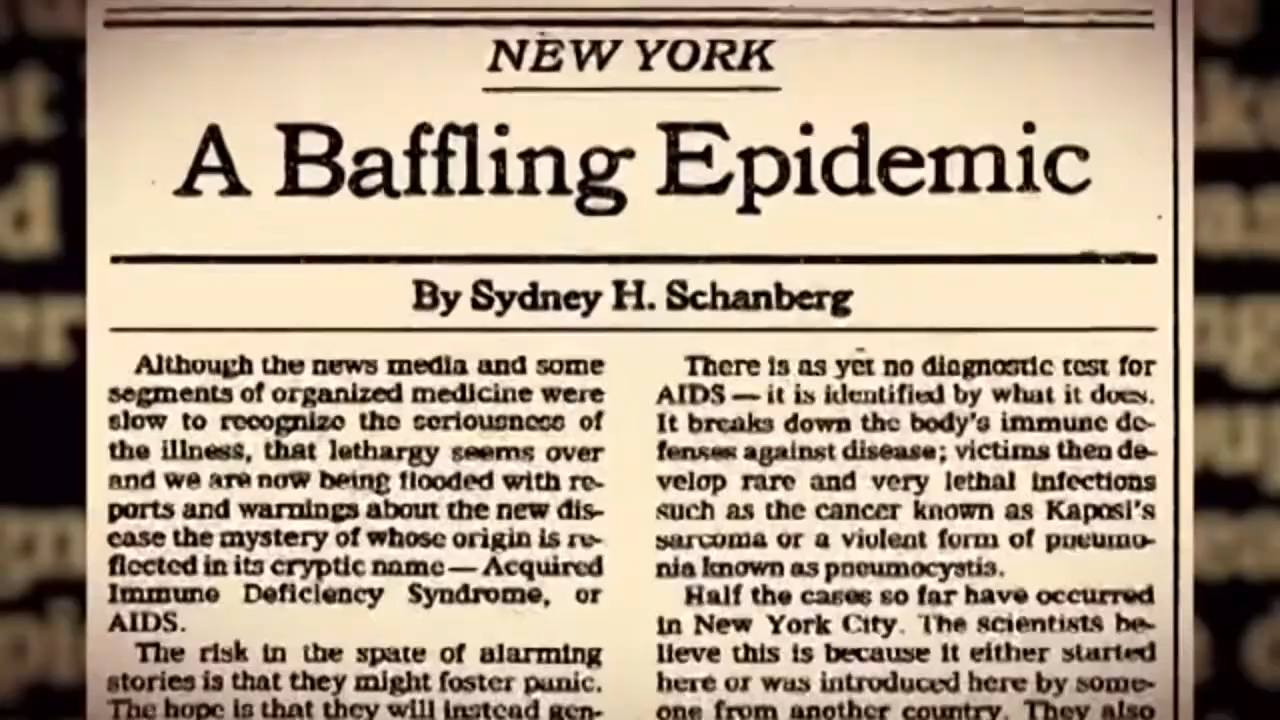 NEW YORK
A Baffling Epidemic
By Sydney H. Schanberg
Although the news media and some
segments of organized medicine were
slow to recognize the seriousness of
the illness, that lethargy seems over
and we are now being flooded with re-
ports and warnings about the new dis-
ease the mystery of whose origin is re-
flected in its cryptic name — Acquired
Immune Deficiency Syndrome, or
AIDS.
The risk in the spate of alarming
stories is that they might foster panic.
The hope is that they will instead gen-
There is as yet no diagnostic test for
AIDS — it is identified by what it does.
It breaks down the body's immune de-
fenses against disease; victims then de-
velop rare and very lethal infections
such as the cancer known as Kaposi's
sarcoma or a violent form of pneumo-
nia known as pneumocystis.
Half the cases so far have occurred
in New York City. The scientists be-
lieve this is because it either started
here or was introduced here by some-
one from another country. They also